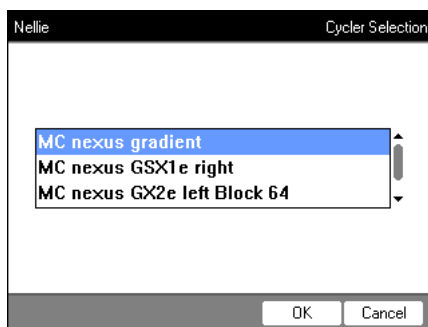 Nellie Cycler Selection
MC nexus gradient
MC nexus GSX1e right
MC nexus GX2e left Block 64
OK Cancel